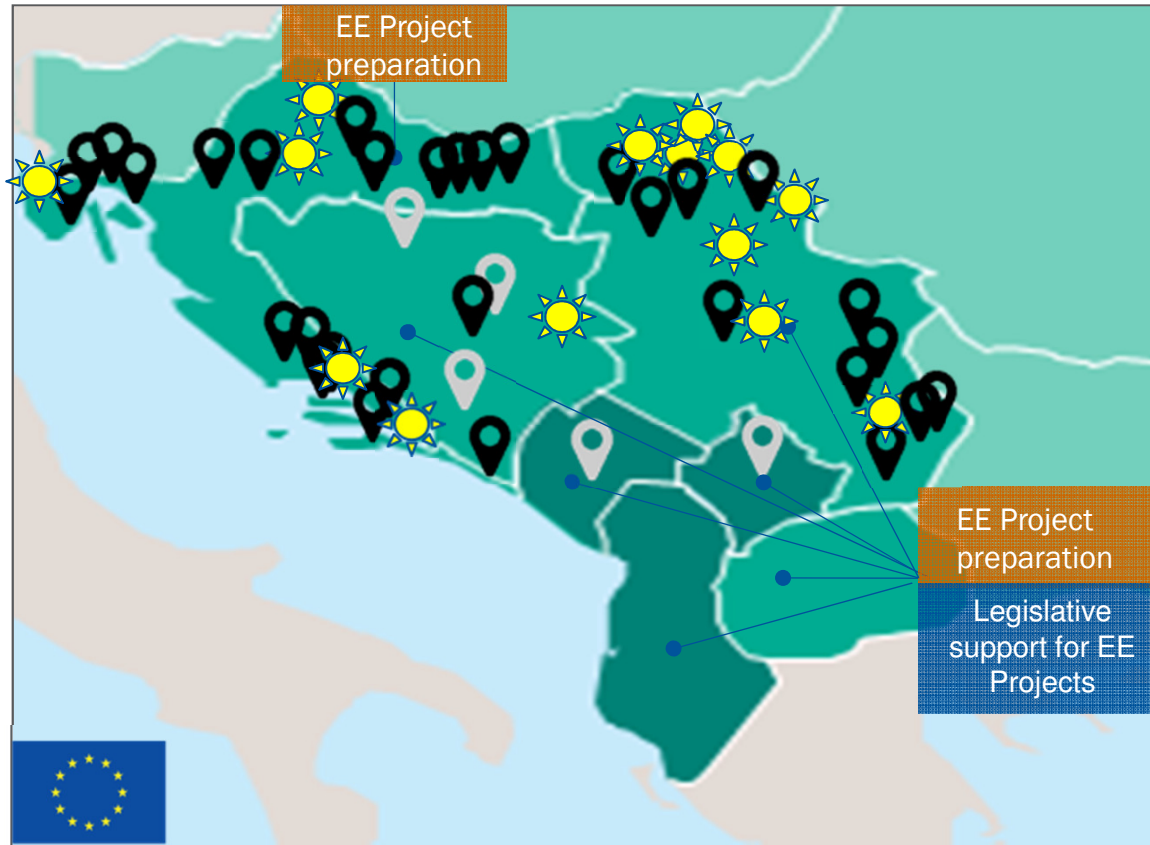 EE Project
preparation
EE Project
preparation
Legislative
support for EE
Projects